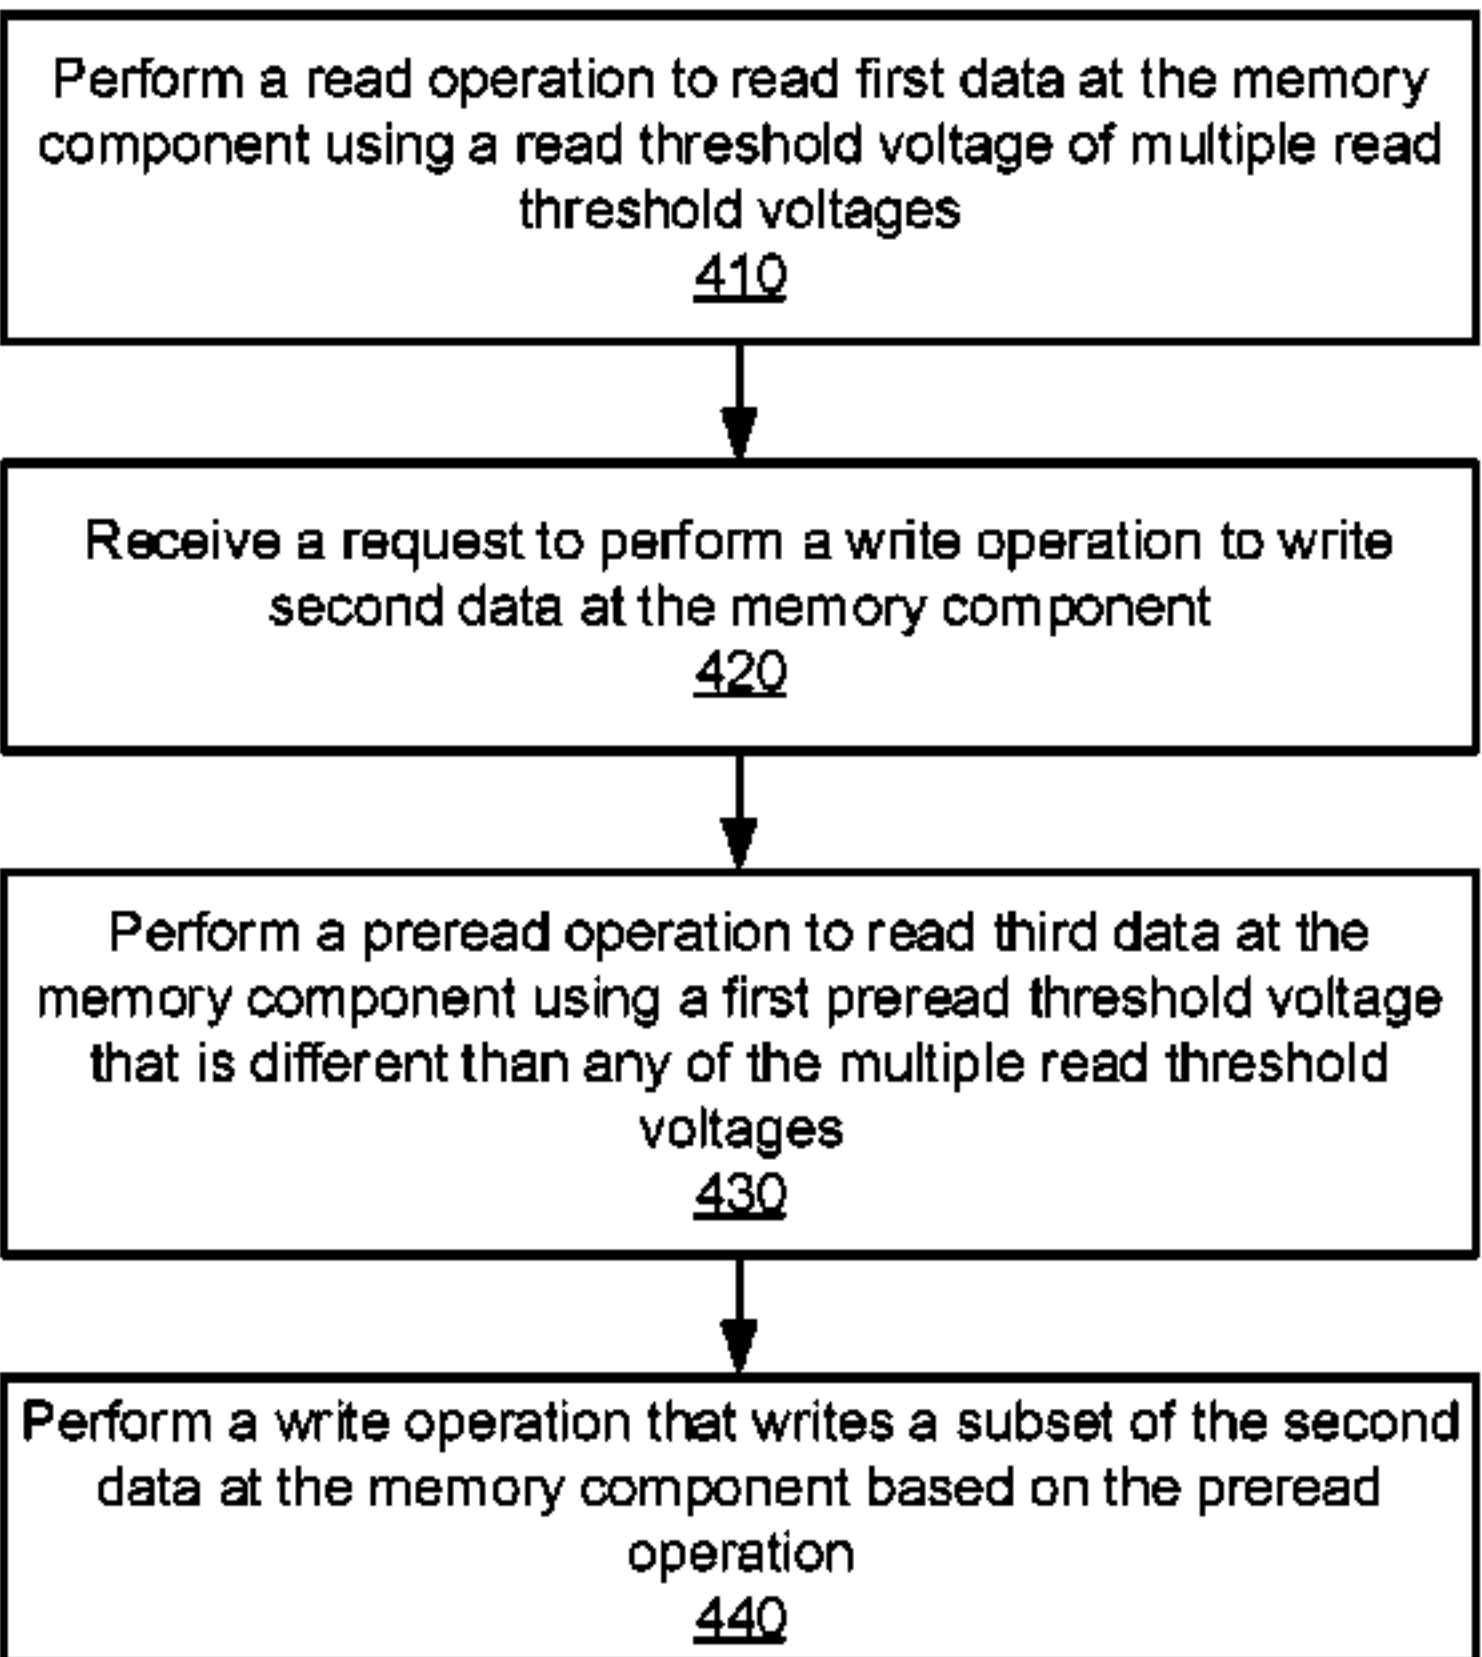 Perform a read operation to read first data at the memory
component using a read threshold voltage of multiple read
threshold voltages
410
Receive a request to perform a write operation to write
second data at the memory component
420
Perform a preread operation to read third data at the
memory component using a first preread threshold voltage
that is different than any of the multiple read threshold
voltages
430
Perform a write operation that writes a subset of the second
data at the memory component based on the preread
operation
440